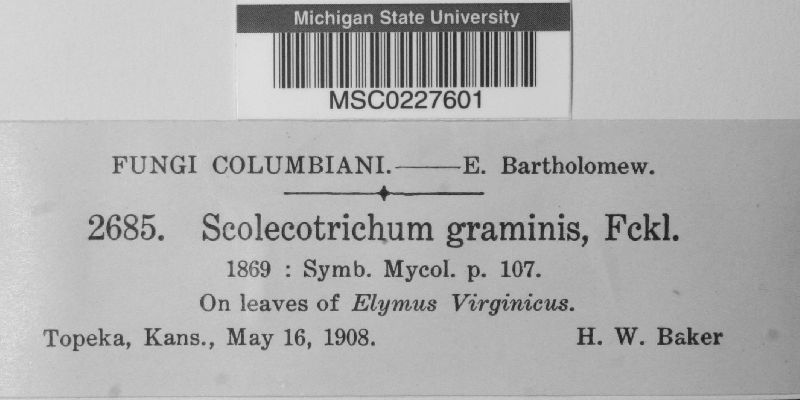 Michigan State University
MSC0227601
FUNGI COLUMBIANI.——E. Bartholomew.
2685. Scolecotrichum graminis, Fckl.
1869 : Symb. Mycol. p. 107.
On leaves of Elymus Virginicus.
Topeka, Kans., May 16, 1908. H. W. Baker